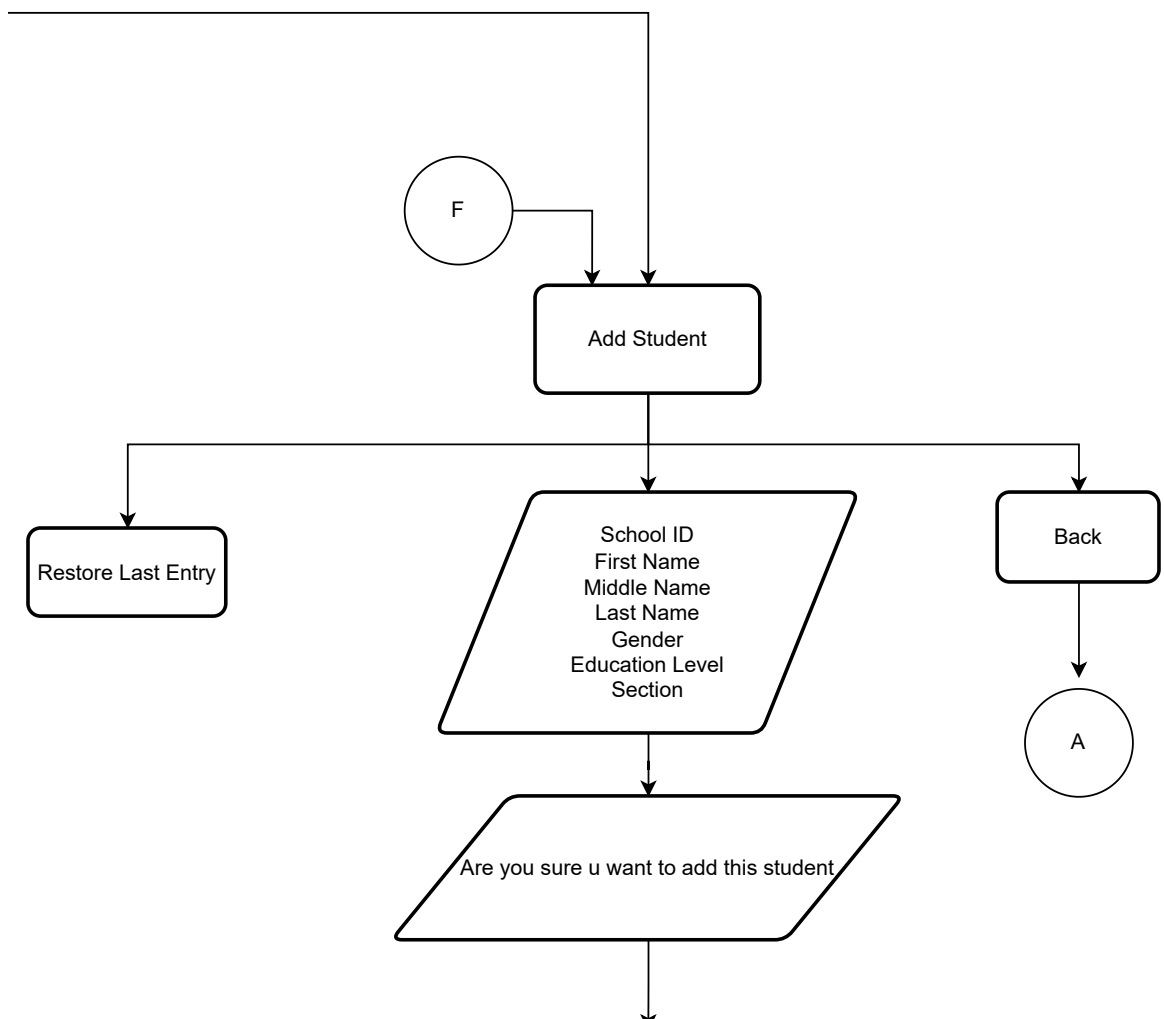 F
Add Student
Restore Last Entry
School ID
First Name
Middle Name
Last Name
Gender
Education Level
Section
Back
A
Are you sure u want to add this student